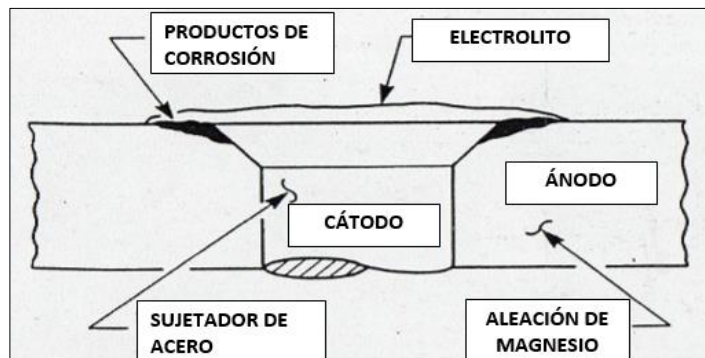 PRODUCTOS DE
CORROSIÓN
ELECTROLITO
ÁNODO
CÁTODO
SUJETADOR DE
ACERO
ALEACIÓN DE
MAGNESIO